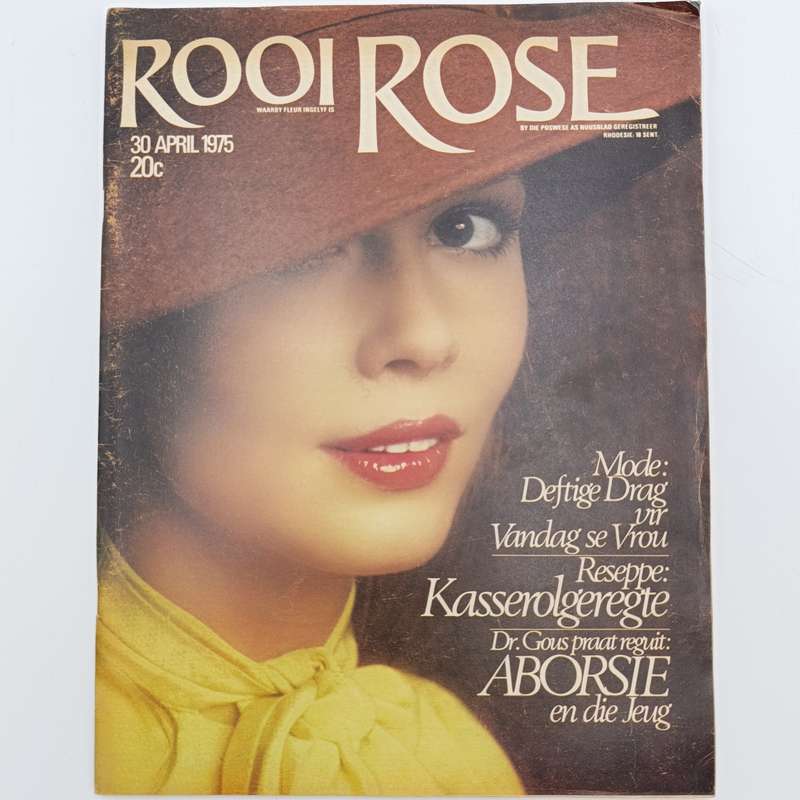 ROOI ROSE
WAARBY FLEUR INGELYF IS
BY DIE POSWESE AS NUUSBLAD GEREGISTREER
RHODESIE: 18 SENT.
30 APRIL 1975
20c
Mode:
Deftige Drag
vir
Vandag se Vrou
Reseppe:
Kasserolgeregte
Dr. Gous praat reguit:
ABORSIE
en die Jeug